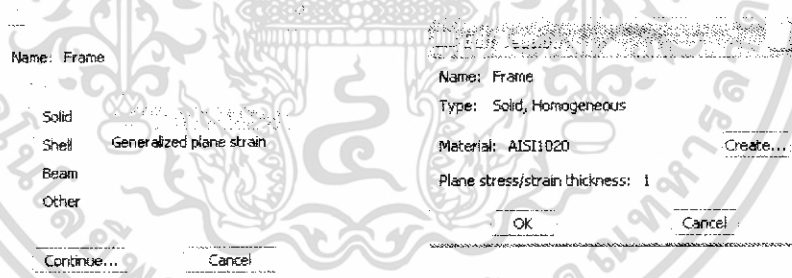 Name: Frame
Solid
Shell
Generalized plane strain
Beam
Other
Continue...
Cancel
Name: Frame
Type: Solid, Homogeneous
Material: AISI1020
Create...
Plane stress/strain thickness: 1
OK
Cancel